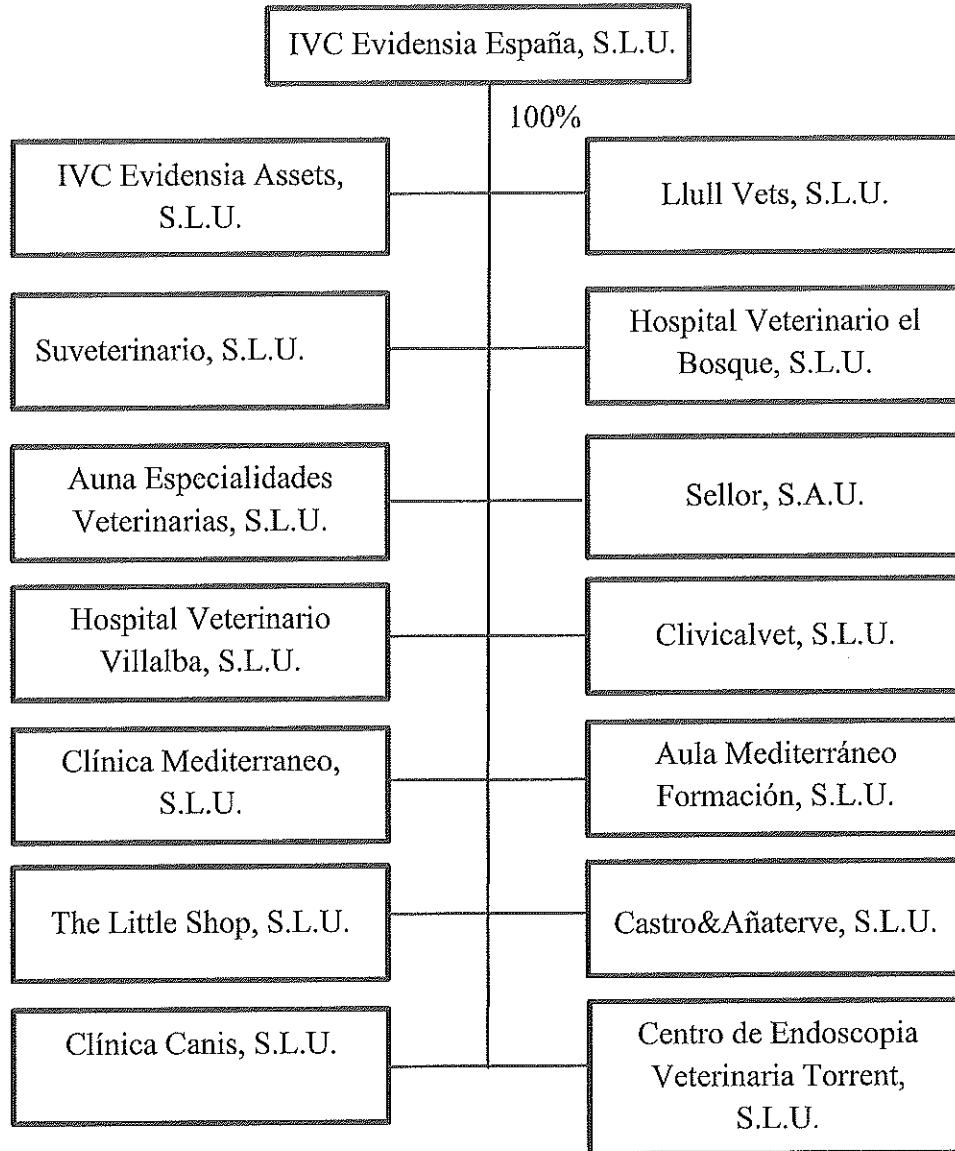 IVC Evidensia España, S.L.U.
100%
IVC Evidensia Assets,
S.L.U.
Llull Vets, S.L.U.
Suveterinario, S.L.U.
Hospital Veterinario el
Bosque, S.L.U.
Auna Especialidades
Veterinarias, S.L.U.
Sellor, S.A.U.
Hospital Veterinario
Villalba, S.L.U.
Clivicalvet, S.L.U.
Clínica Mediterraneo,
S.L.U.
Aula Mediterráneo
Formación, S.L.U.
The Little Shop, S.L.U.
Castro&Añaterve, S.L.U.
Clínica Canis, S.L.U.
Centro de Endoscopia
Veterinaria Torrent,
S.L.U.